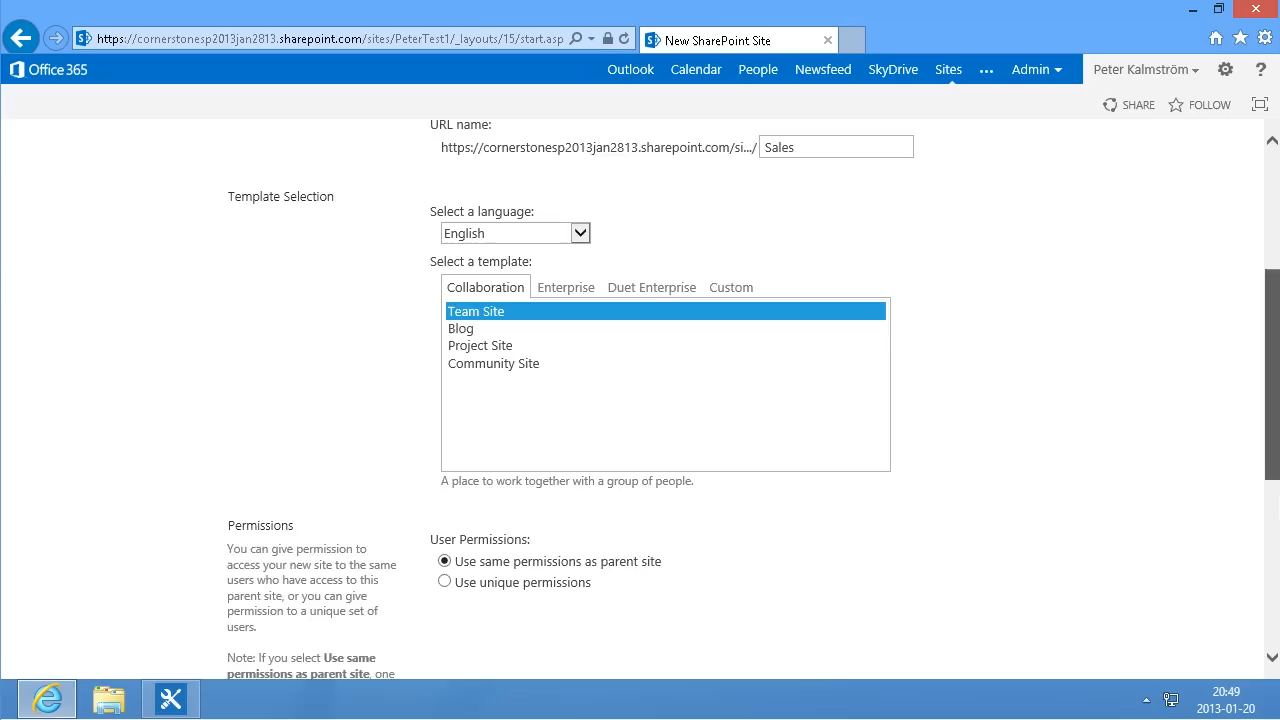 https://cornerstonesp2013jan2813.sharepoint.com/sites/PeterTest1/_layouts/15/start.asp
New SharePoint Site
Office 365
Outlook Calendar People Newsfeed SkyDrive Sites ... Admin
Peter Kalmström
?
SHARE FOLLOW
URL name:
https://cornerstonesp2013jan2813.sharepoint.com/si.../ Sales
Template Selection
Select a language:
English
Select a template:
Collaboration Enterprise Duet Enterprise Custom
Team Site
Blog
Project Site
Community Site
A place to work together with a group of people.
Permissions
You can give permission to
access your new site to the same
users who have access to this
parent site, or you can give
permission to a unique set of
users.
Note: If you select Use same
permissions as parent site, one
User Permissions:
Use same permissions as parent site
Use unique permissions
20:49
2013-01-20